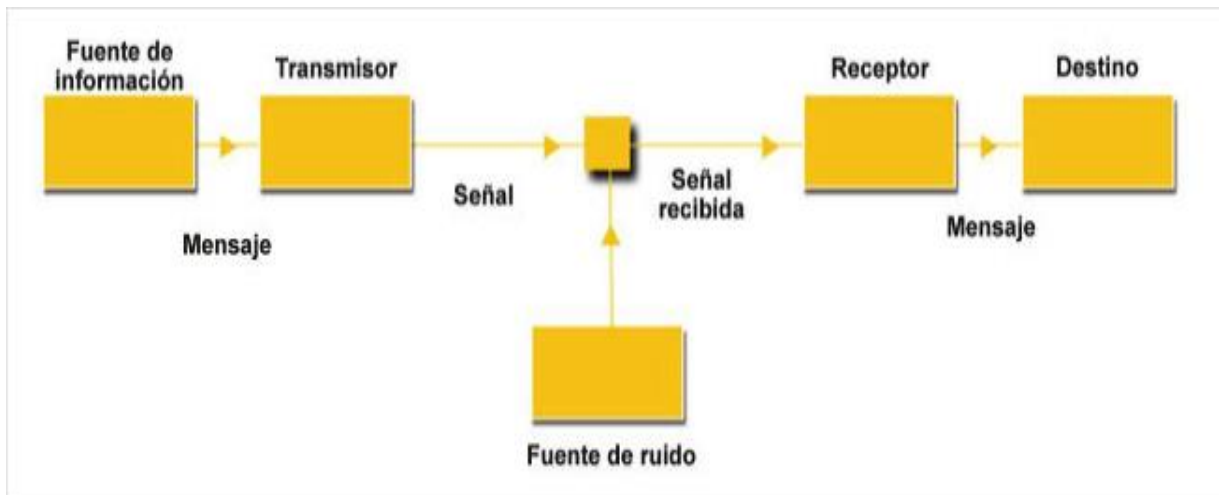 Fuente de
información
Transmisor
Receptor
Destino
Señal
Señal
recibida
Mensaje
Mensaje
Fuente de ruido